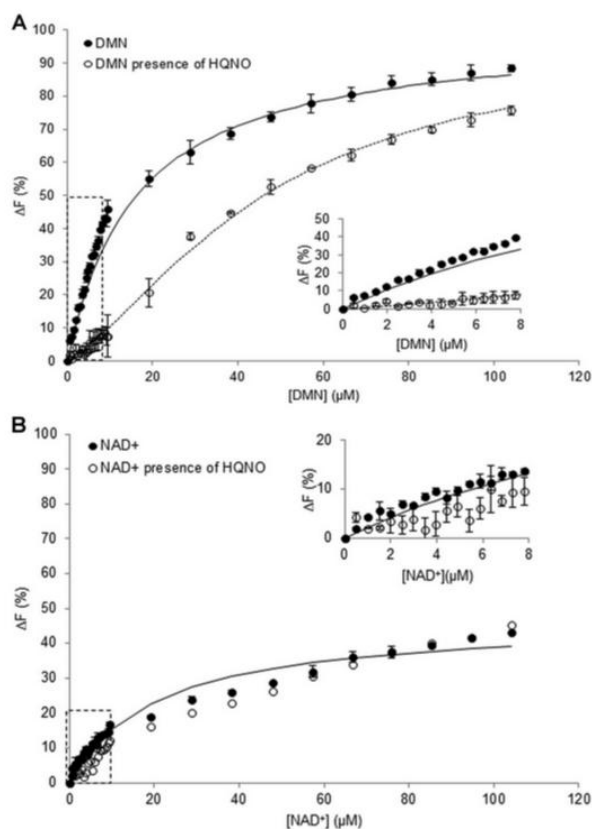 A
DMN
DMN presence of HQNO
ΔF (%)
100
90
80
70
60
50
40
30
20
10
0
0 20 40 60 80 100 120
[DMN] (µM)
ΔF (%)
50
40
30
20
10
0
0 2 4 6 8
[DMN] (µM)
B
NAD+
NAD+ presence of HQNO
ΔF (%)
100
90
80
70
60
50
40
30
20
10
0
0 20 40 60 80 100 120
[NAD⁺] (µM)
ΔF (%)
20
10
0
0 2 4 6 8
[NAD⁺](µM)